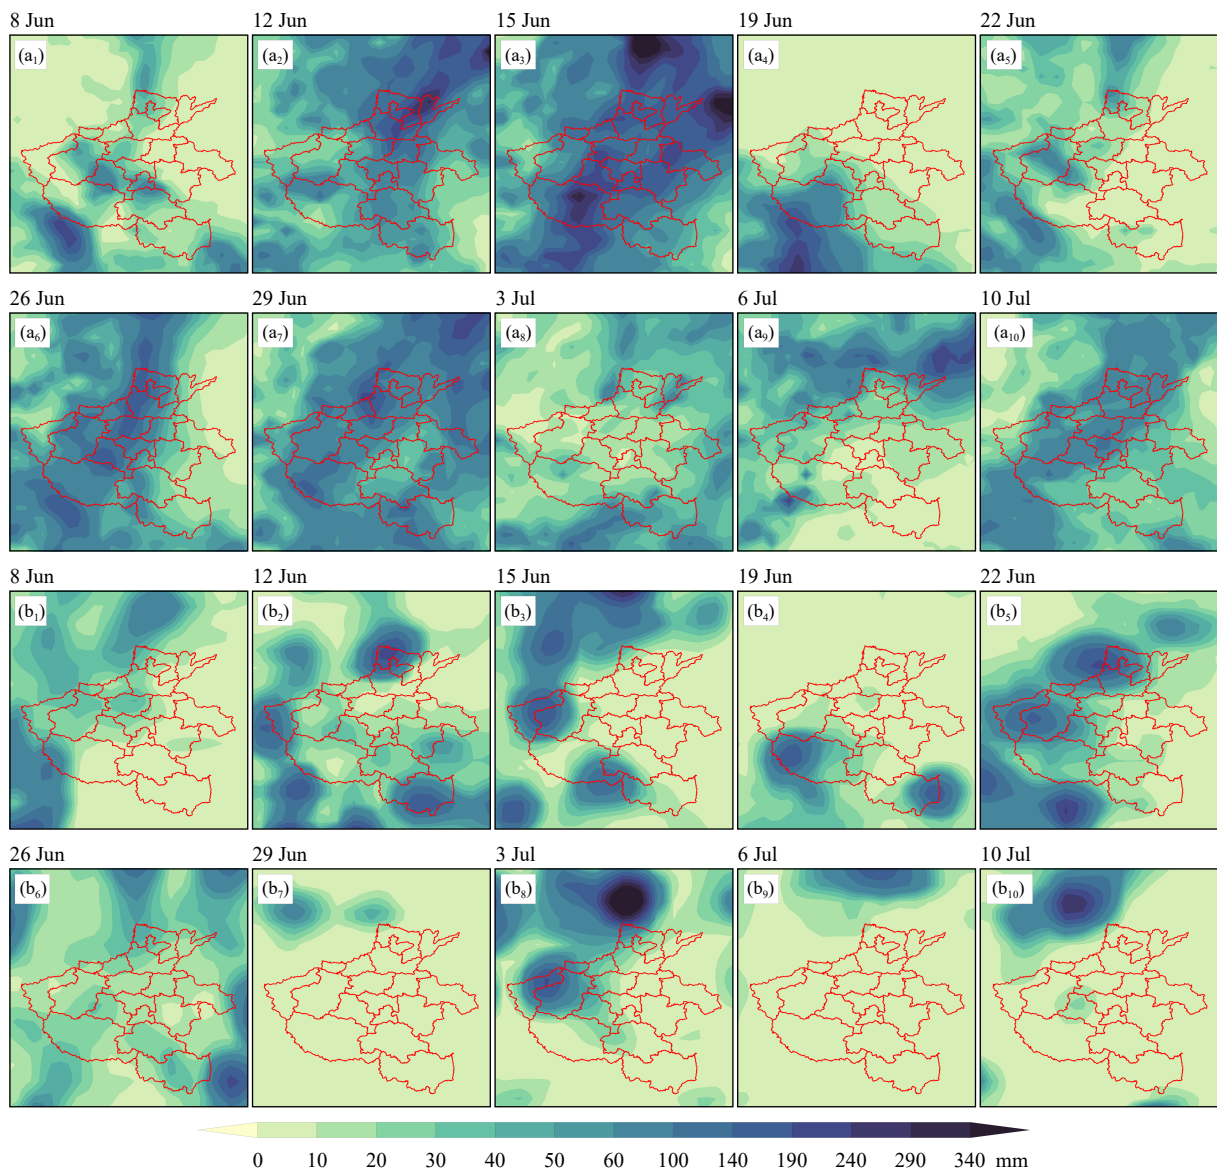 8 Jun 12 Jun 15 Jun 19 Jun 22 Jun
(a₁) (a₂) (a₃) (a₄) (a₅)
26 Jun 29 Jun 3 Jul 6 Jul 10 Jul
(a₆) (a₇) (a₈) (a₉) (a₁₀)
8 Jun 12 Jun 15 Jun 19 Jun 22 Jun
(b₁) (b₂) (b₃) (b₄) (b₅)
26 Jun 29 Jun 3 Jul 6 Jul 10 Jul
(b₆) (b₇) (b₈) (b₉) (b₁₀)
0 10 20 30 40 50 60 100 140 190 240 290 340 mm